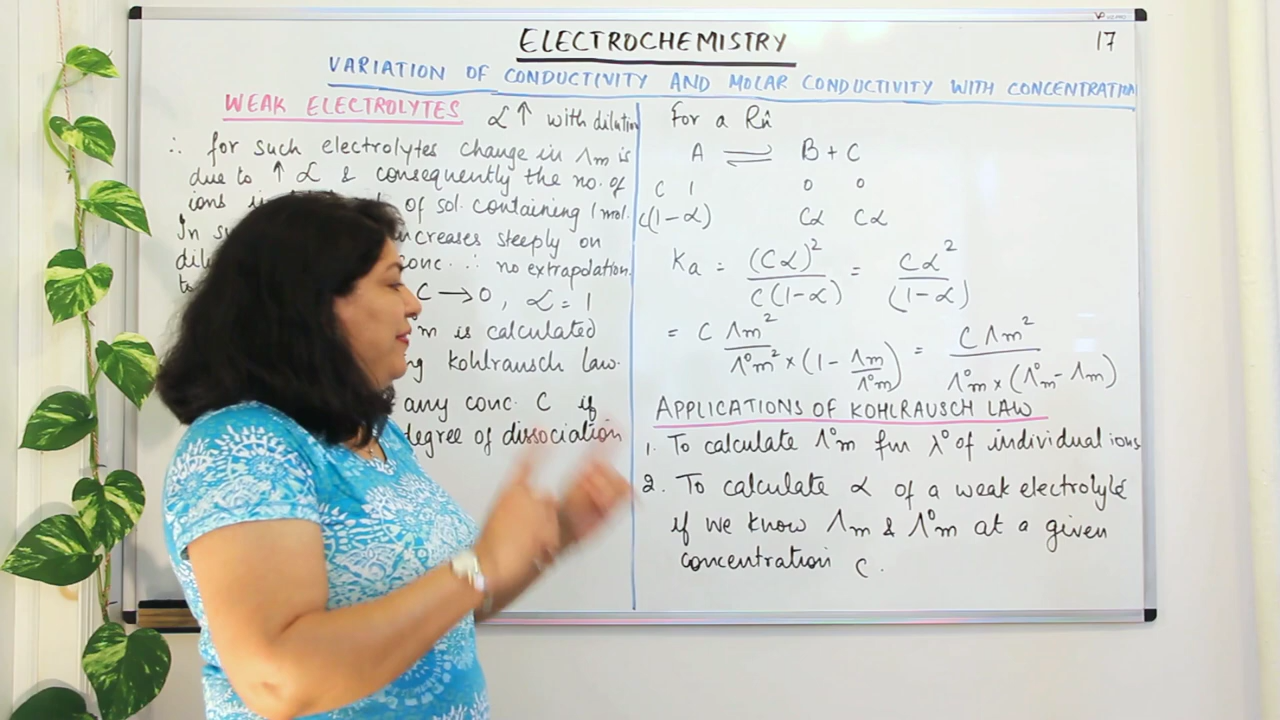 ELECTROCHEMISTRY
17
VARIATION OF CONDUCTIVITY AND MOLAR CONDUCTIVITY WITH CONCENTRATION
WEAK ELECTROLYTES
α ↑ with dilution
∴ for such electrolytes change in Λm is
due to ↑ α & consequently the no. of
ions of sol. containing 1 mol.
In increases steeply on
conc. ∴ no extrapolation.
to C → 0, α = 1
°m is calculated
Kohlrausch Law.
any conc. C if
degree of dissociation
For a Rn
A ⇌ B + C
C 1 0 0
C(1-α) Cα Cα
Ka = (Cα)² / C(1-α) = Cα² / (1-α)
= C Λm² / Λ°m² × (1 - Λm/Λ°m) = C Λm² / Λ°m × (Λ°m - Λm)
APPLICATIONS OF KOHLRAUSCH LAW
1. To calculate Λ°m fm λ° of individual ions
2. To calculate α of a weak electrolyte
if we know Λm & Λ°m at a given
concentration C.